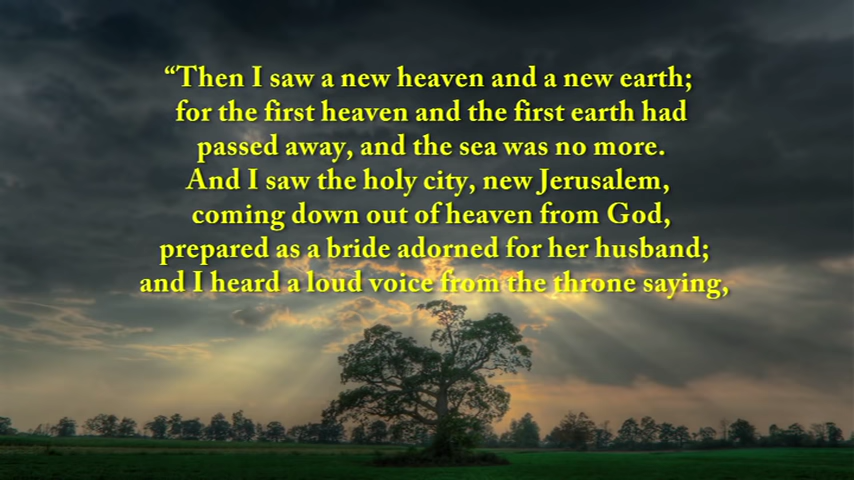 “Then I saw a new heaven and a new earth;
for the first heaven and the first earth had
passed away, and the sea was no more.
And I saw the holy city, new Jerusalem,
coming down out of heaven from God,
prepared as a bride adorned for her husband;
and I heard a loud voice from the throne saying,